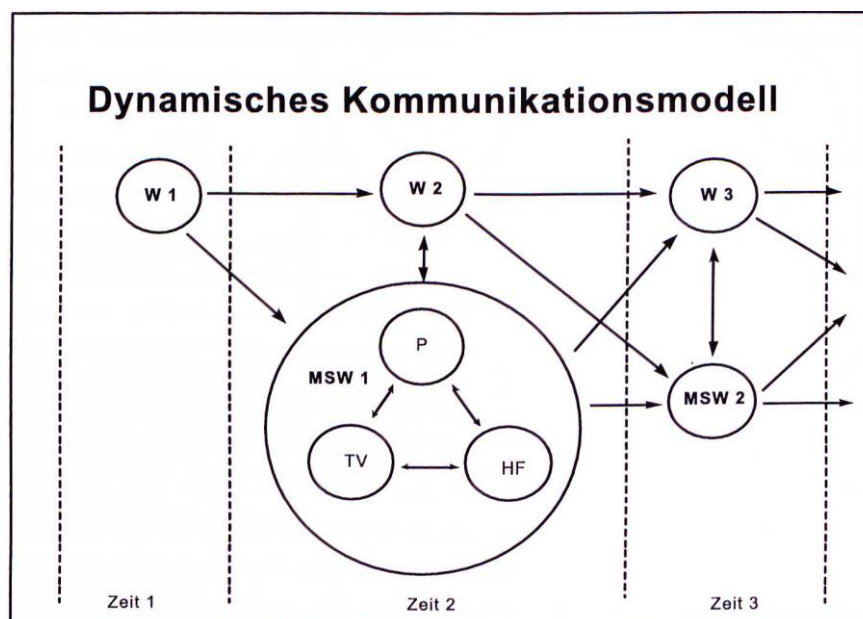 Dynamisches Kommunikationsmodell
W 1
W 2
W 3
P
MSW 1
MSW 2
TV
HF
Zeit 1
Zeit 2
Zeit 3